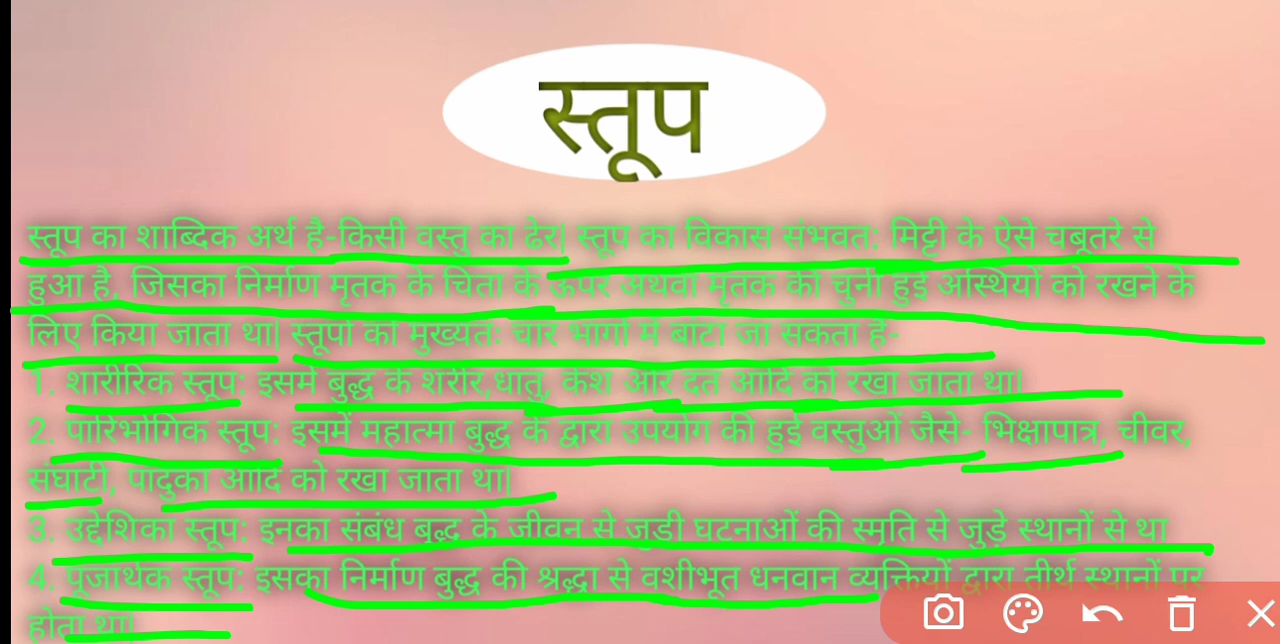 स्तूप
स्तूप का शाब्दिक अर्थ है-किसी वस्तु का ढेर| स्तूप का विकास संभवत: मिट्टी के ऐसे चबूतरे से
हुआ है, जिसका निर्माण मृतक के चिता के ऊपर अथवा मृतक की चुनी हुई अस्थियों को रखने के
लिए किया जाता था| स्तूपों को मुख्यत: चार भागों में बांटा जा सकता है-
1. शारीरिक स्तूप: इसमें बुद्ध के शरीर,धातु, केश और दंत आदि को रखा जाता था|
2. पारिभोगिक स्तूप: इसमें महात्मा बुद्ध के द्वारा उपयोग की हुई वस्तुओं जैसे- भिक्षापात्र, चीवर,
संघाटी, पादुका आदि को रखा जाता था|
3. उद्देशिका स्तूप: इनका संबंध बुद्ध के जीवन से जुडी घटनाओं की स्मृति से जुड़े स्थानों से था
4. पूजार्थक स्तूप: इसका निर्माण बुद्ध की श्रद्धा से वशीभूत धनवान व्यक्तियों द्वारा तीर्थ स्थानों पर
होता था|